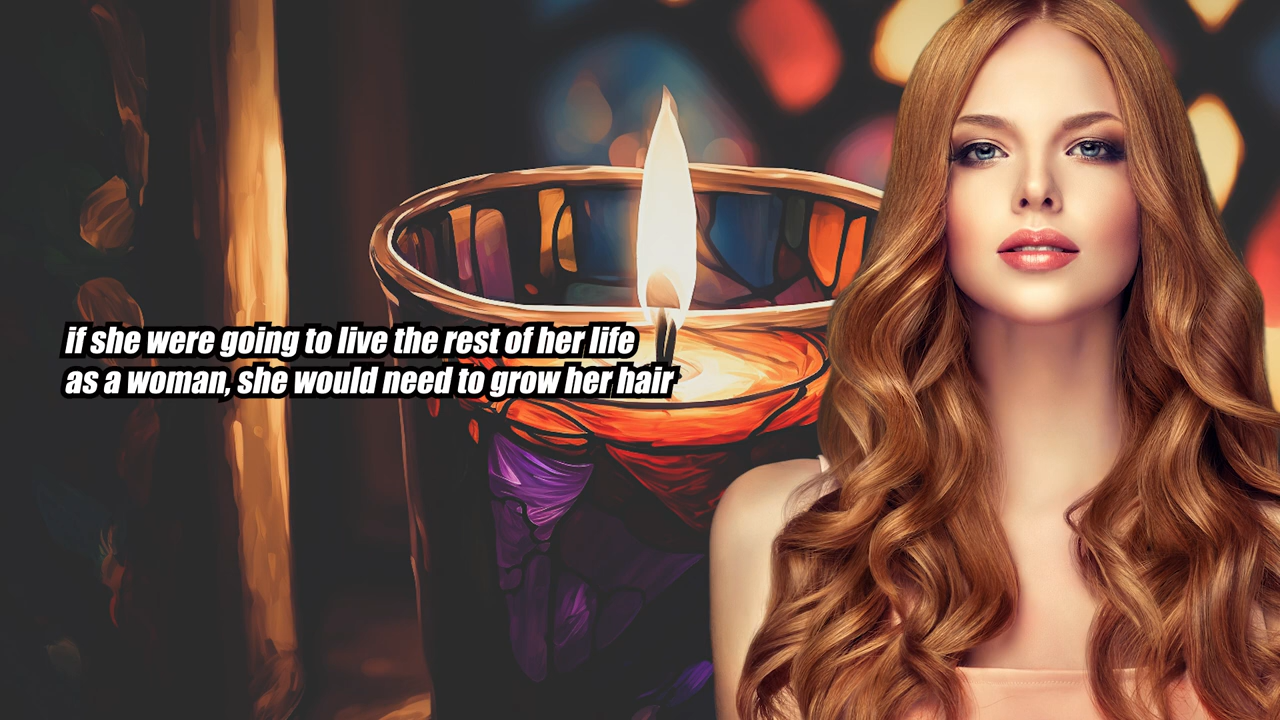 if she were going to live the rest of her life
as a woman, she would need to grow her hair